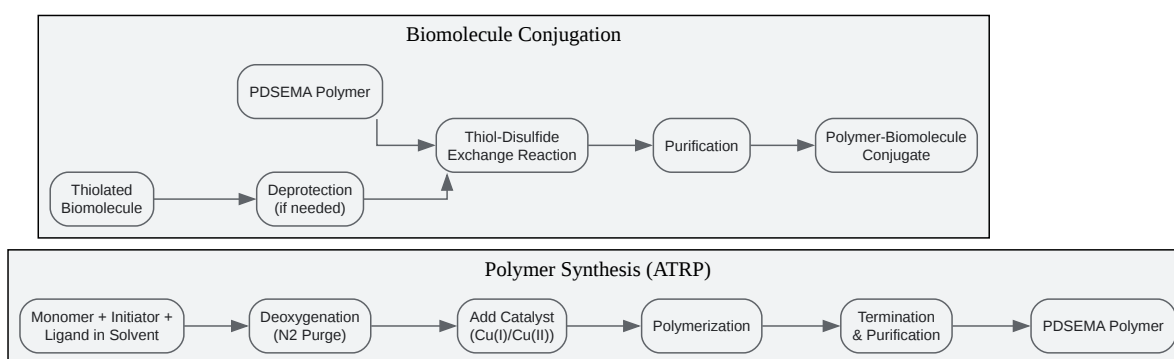 Biomolecule Conjugation
PDSEMA Polymer
Thiol-Disulfide
Exchange Reaction
Purification
Polymer-Biomolecule
Conjugate
Thiolated
Biomolecule
Deprotection
(if needed)
Polymer Synthesis (ATRP)
Monomer + Initiator +
Ligand in Solvent
Deoxygenation
(N2 Purge)
Add Catalyst
(Cu(I)/Cu(II))
Polymerization
Termination
& Purification
PDSEMA Polymer